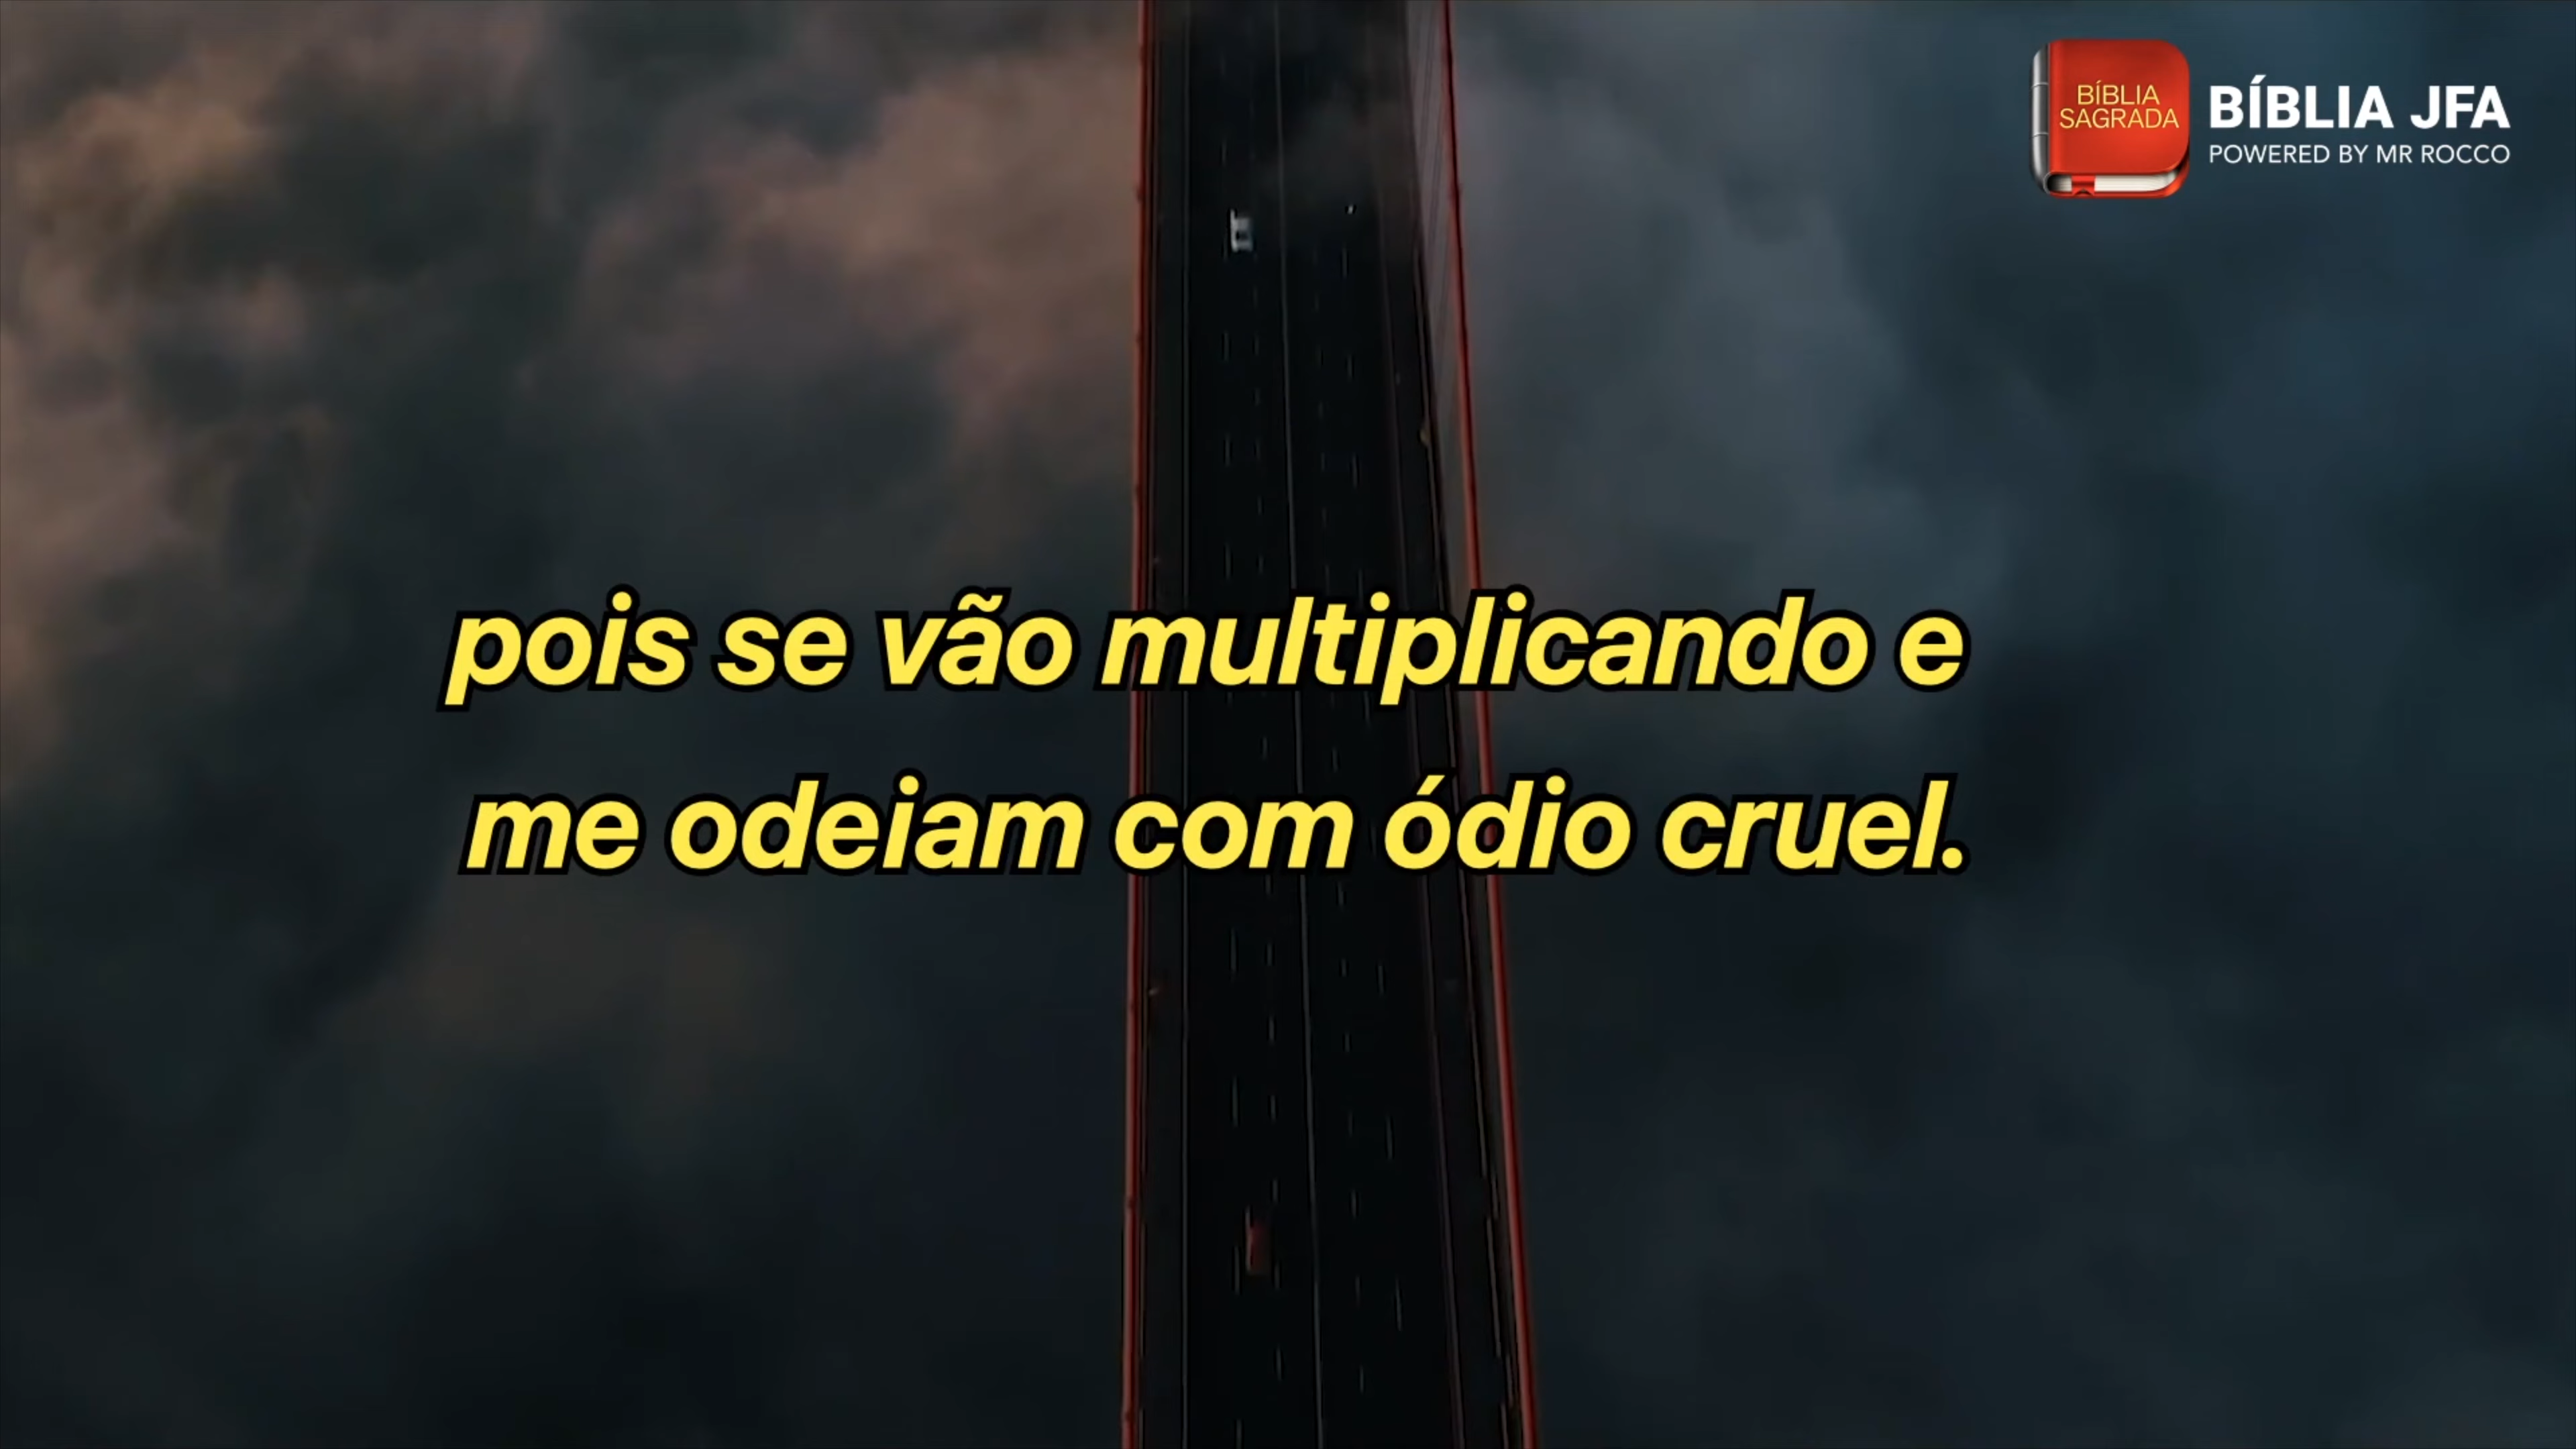 BÍBLIA
SAGRADA
BÍBLIA JFA
POWERED BY MR ROCCO
pois se vão multiplicando e
me odeiam com ódio cruel.